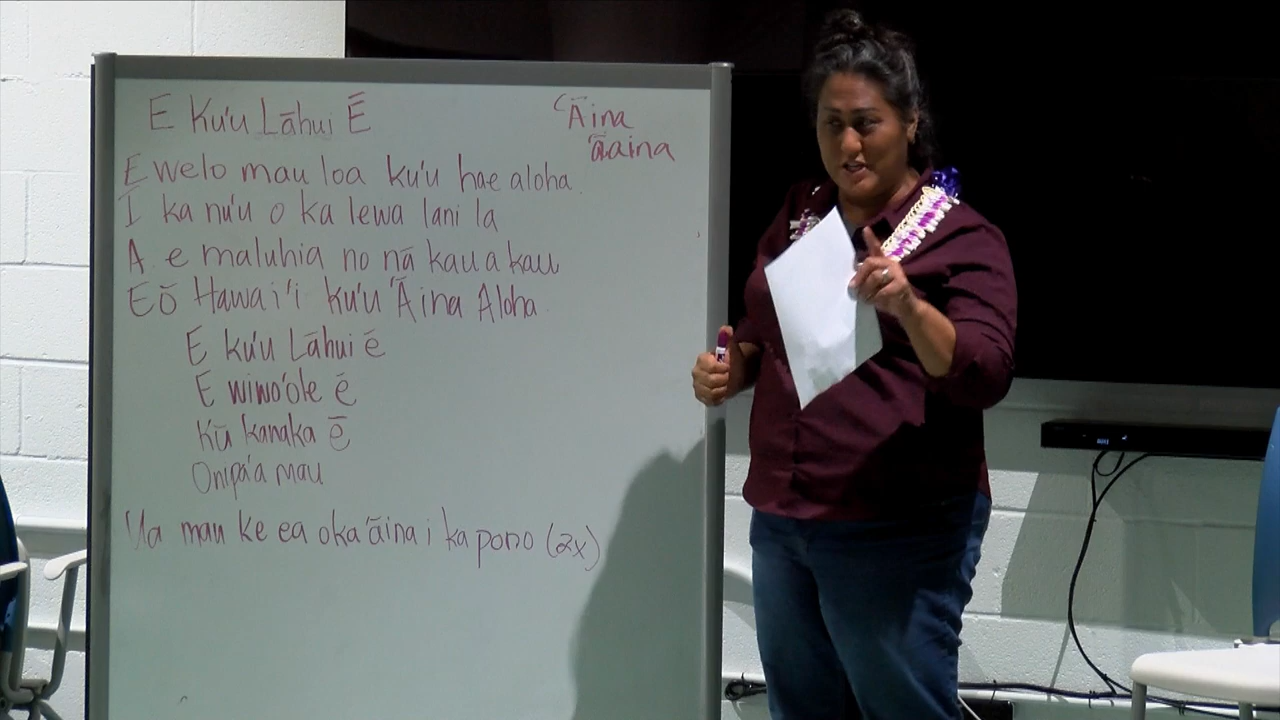 E Ku'u Lāhui Ē
'Āina
'āaina
E welo mau loa ku'u hae aloha
I ka nu'u o ka lewa lani la
A e maluhia no nā kau a kau
E Ō Hawai'i ku'u 'Āina Aloha
E ku'u Lāhui ē
E wiwo'ole ē
Kū kanaka ē
Onipa'a mau
Ua mau ke ea o ka 'āina i ka pono (2x)